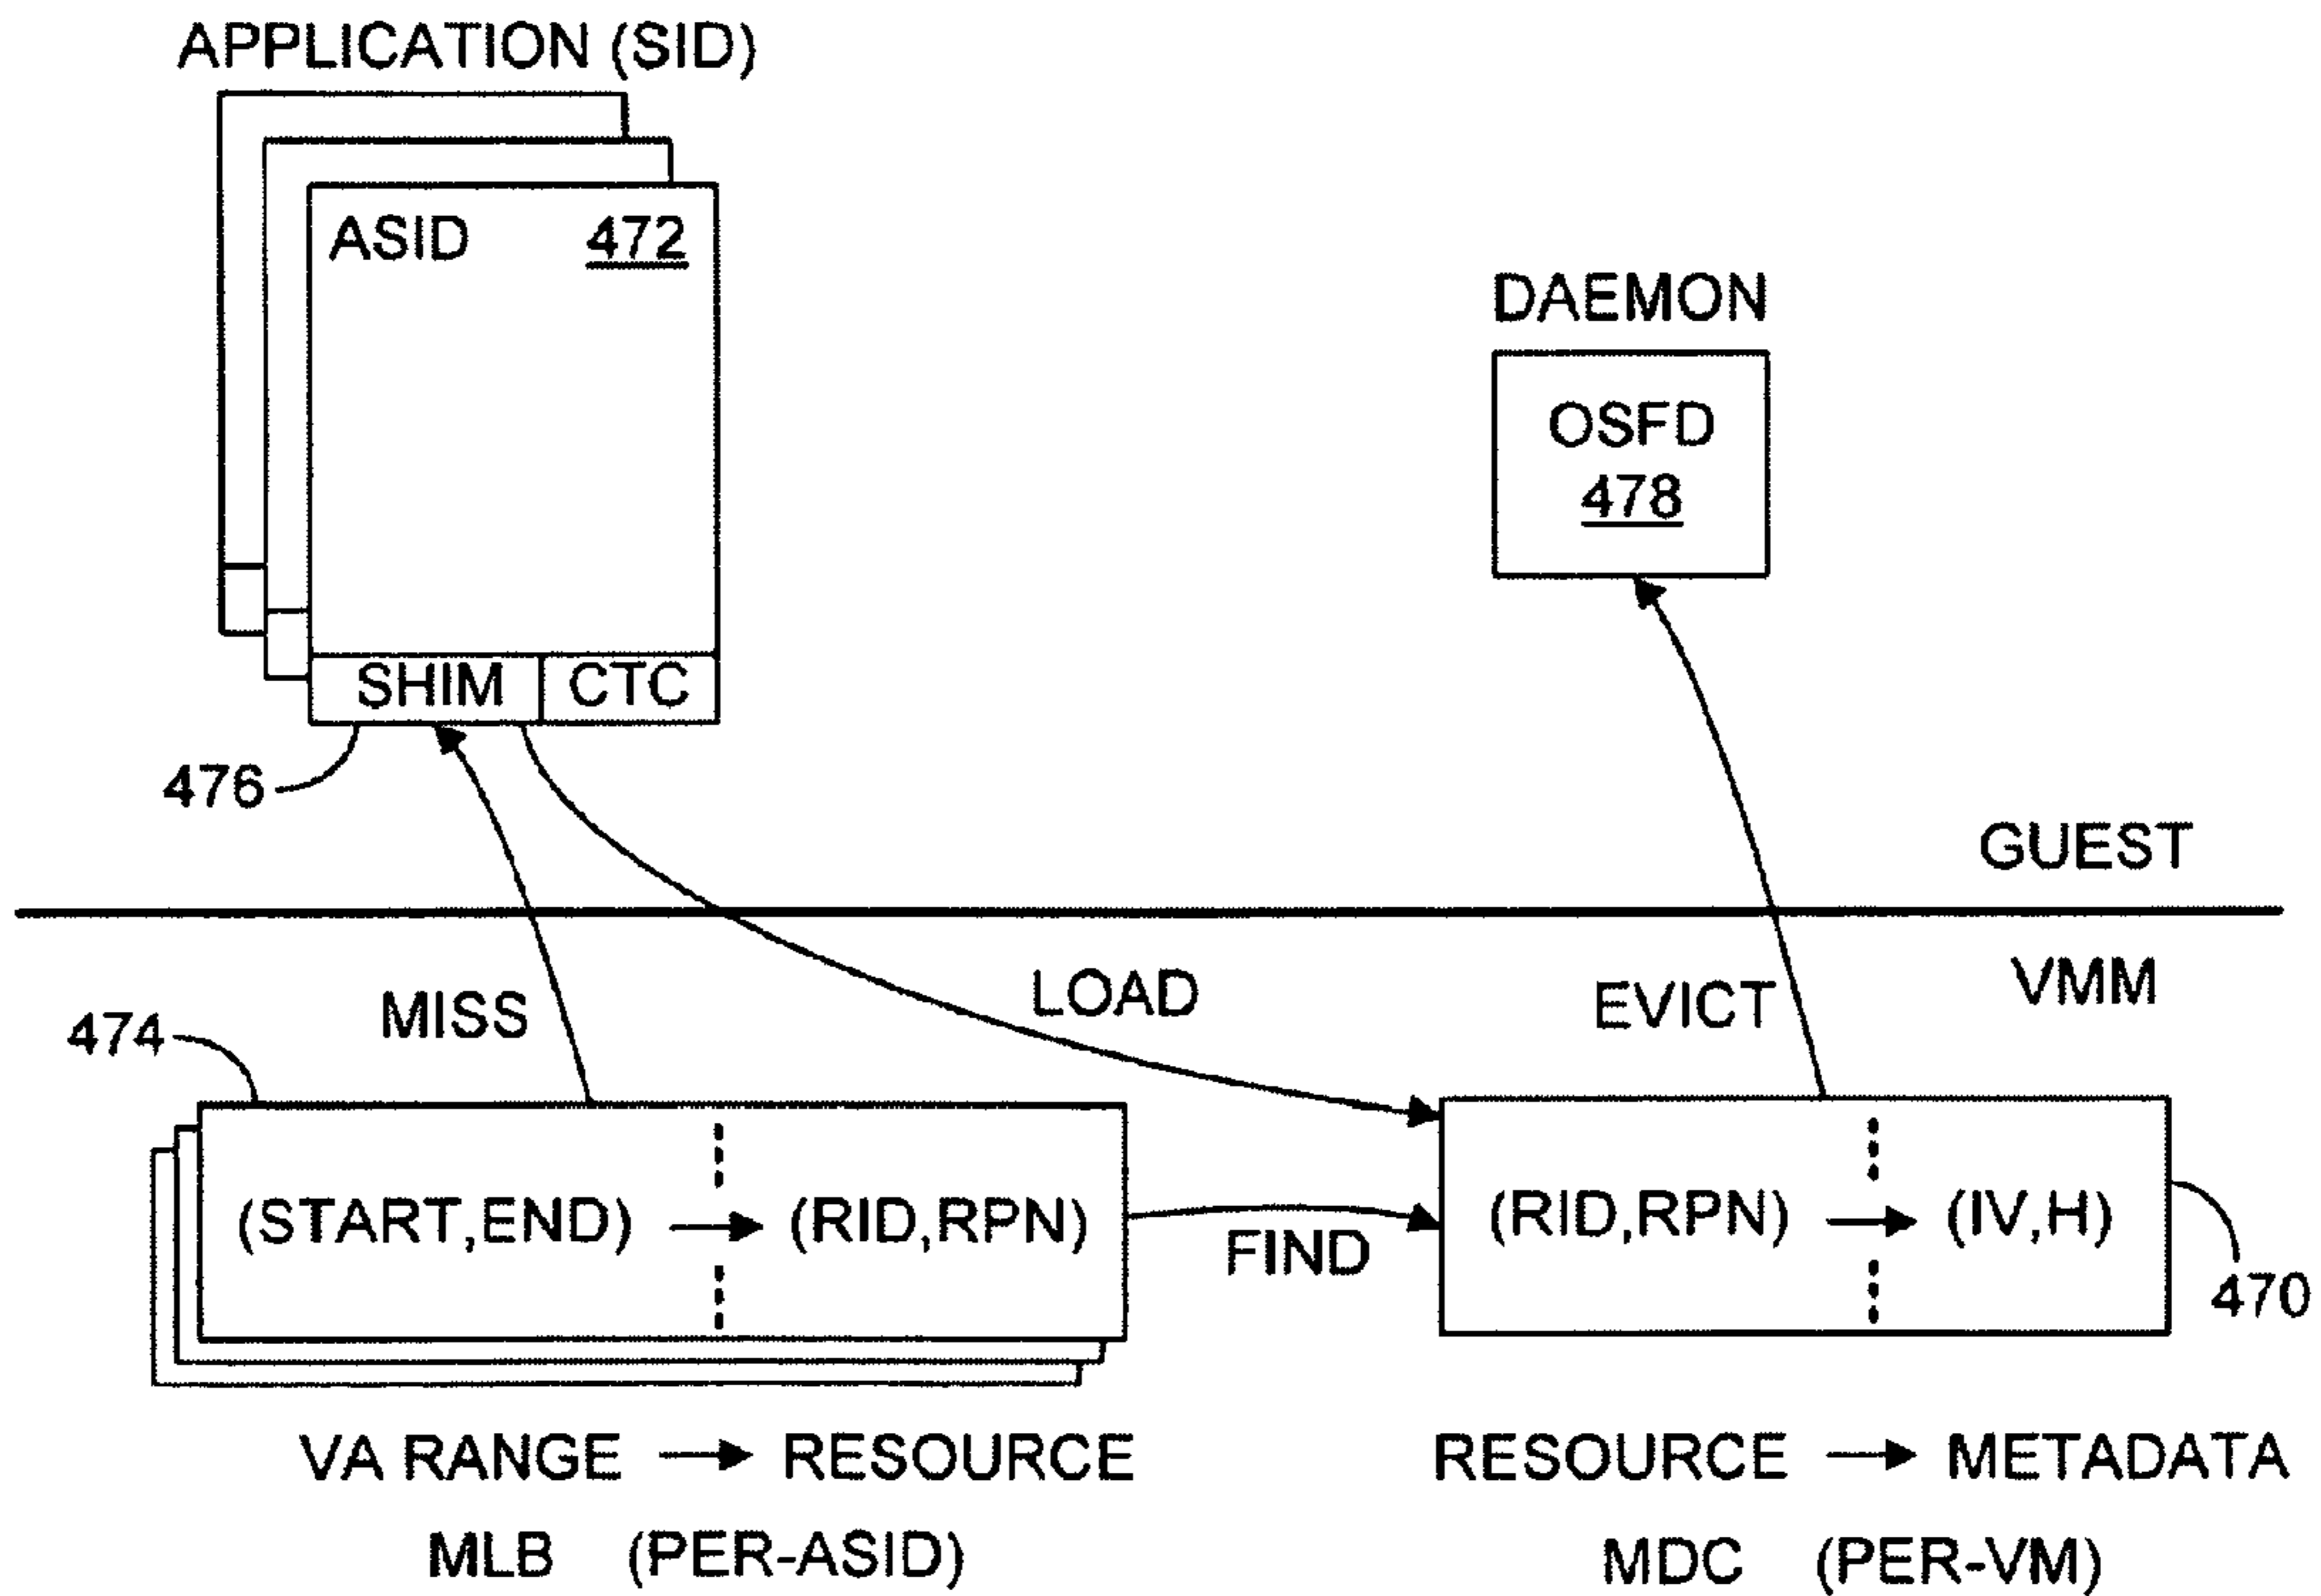 APPLICATION (SID)
ASID 472
SHIM CTC
476
DAEMON
OSFD
478
GUEST
VMM
MISS
LOAD
EVICT
474
(START,END) → (RID,RPN)
FIND
(RID,RPN) → (IV,H)
470
VA RANGE → RESOURCE
MLB (PER-ASID)
RESOURCE → METADATA
MDC (PER-VM)